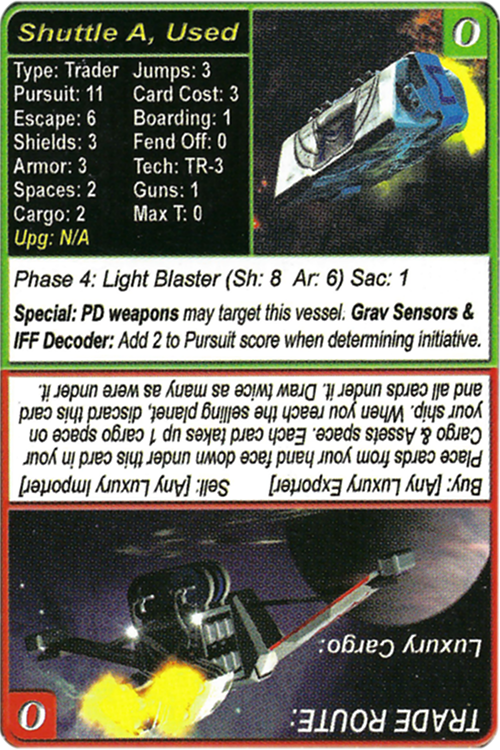 Shuttle A, Used
0
Type: Trader Jumps: 3
Pursuit: 11 Card Cost: 3
Escape: 6 Boarding: 1
Shields: 3 Fend Off: 0
Armor: 3 Tech: TR-3
Spaces: 2 Guns: 1
Cargo: 2 Max T: 0
Upg: N/A
Phase 4: Light Blaster (Sh: 8 Ar: 6) Sac: 1
Special: PD weapons may target this vessel. Grav Sensors &
IFF Decoder: Add 2 to Pursuit score when determining initiative.
TRADE ROUTE:
0
Luxury Cargo:
Buy: [Any Luxury Exporter] Sell: [Any Luxury Importer]
Place cards from your hand face down under this card in your
Cargo & Assets space. Each card takes up 1 cargo space on
your ship. When you reach the selling planet, discard this card
and all cards under it. Draw twice as many as were under it.